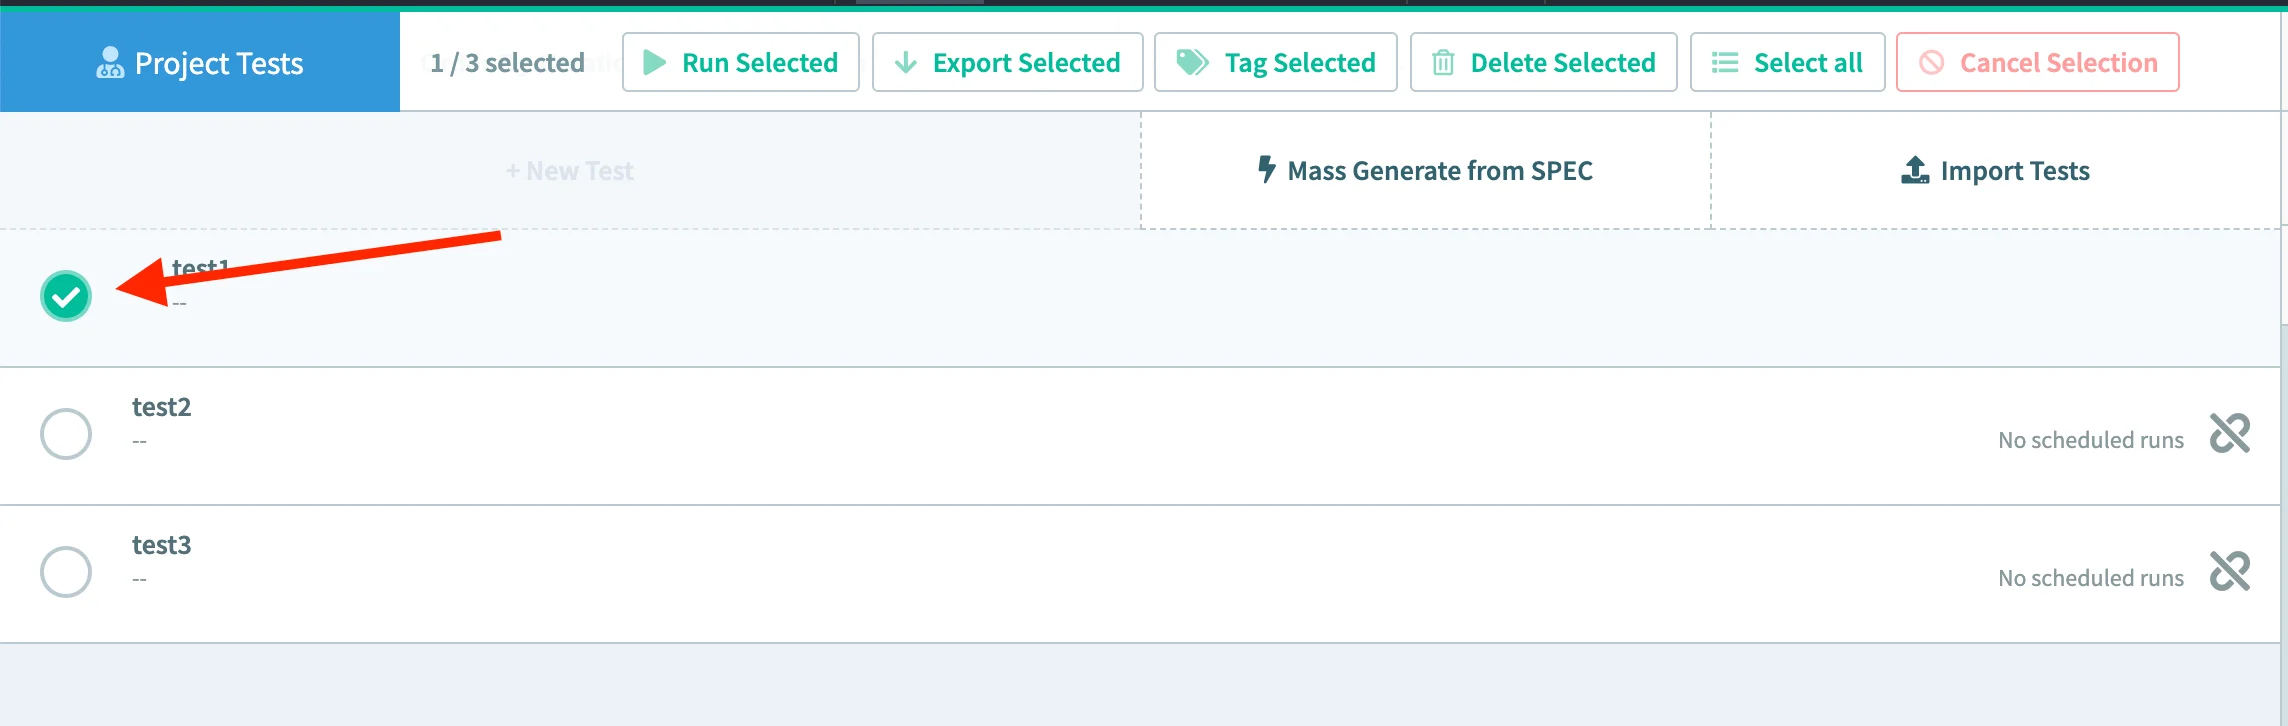 Project Tests
1 / 3 selected
Run Selected
Export Selected
Tag Selected
Delete Selected
Select all
Cancel Selection
+ New Test
Mass Generate from SPEC
Import Tests
test1
--
test2
--
No scheduled runs
test3
--
No scheduled runs